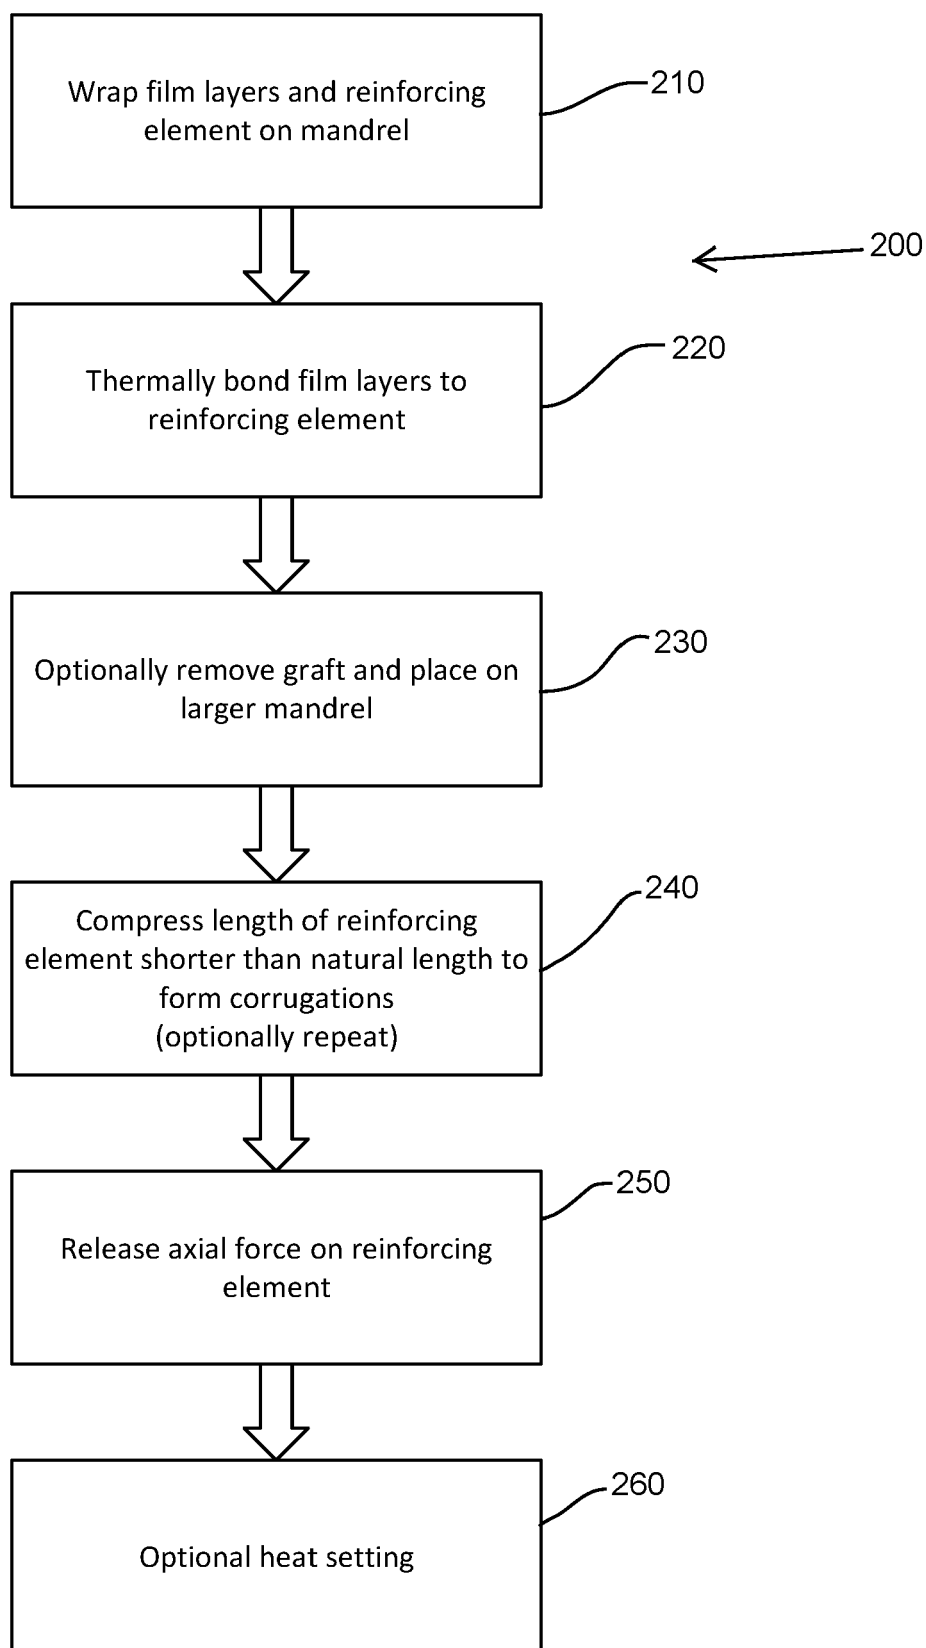 Wrap film layers and reinforcing
element on mandrel
210
200
Thermally bond film layers to
reinforcing element
220
Optionally remove graft and place on
larger mandrel
230
Compress length of reinforcing
element shorter than natural length to
form corrugations
(optionally repeat)
240
Release axial force on reinforcing
element
250
Optional heat setting
260